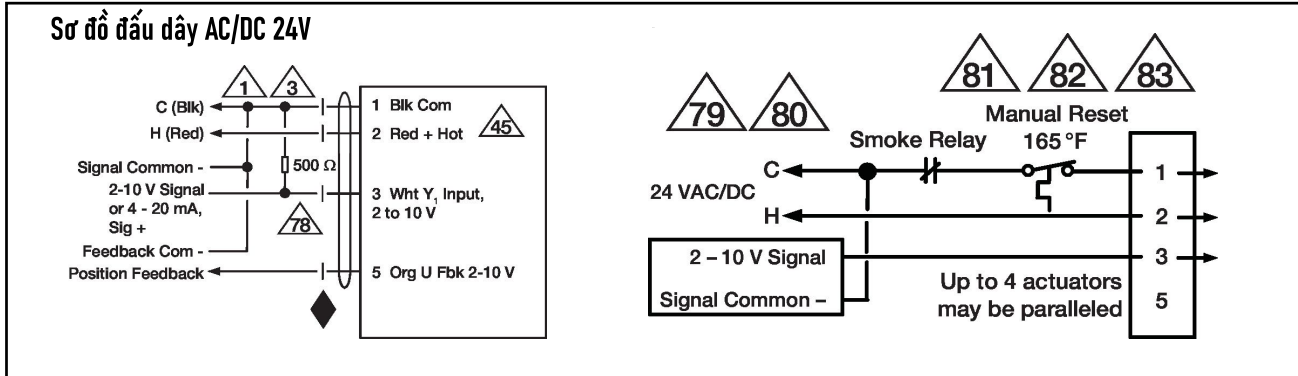 Sơ đồ đấu dây AC/DC 24V
1
3
C (Blk)
1 Blk Com
H (Red)
2 Red + Hot
45
Signal Common -
500 Ω
2-10 V Signal
or 4 - 20 mA,
Sig +
3 Wht Y₁ Input,
2 to 10 V
78
Feedback Com -
Position Feedback
5 Org U Fbk 2-10 V
79
80
81
82
83
Manual Reset
165 °F
Smoke Relay
C
24 VAC/DC
H
1
2
3
5
2 – 10 V Signal
Signal Common –
Up to 4 actuators
may be paralleled